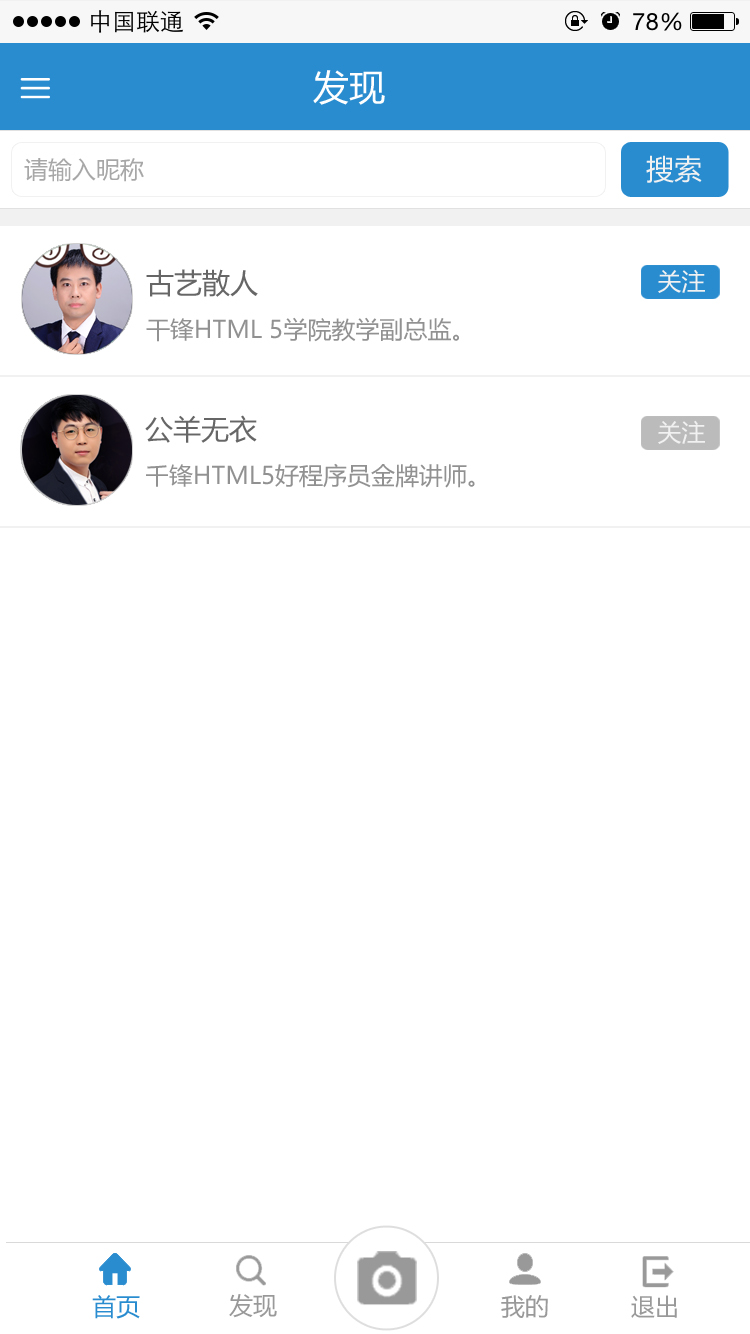 中国联通 78%
发现
请输入昵称 搜索
古艺散人 关注
干锋HTML 5学院教学副总监。
公羊无衣 关注
千锋HTML5好程序员金牌讲师。
首页 发现 我的 退出